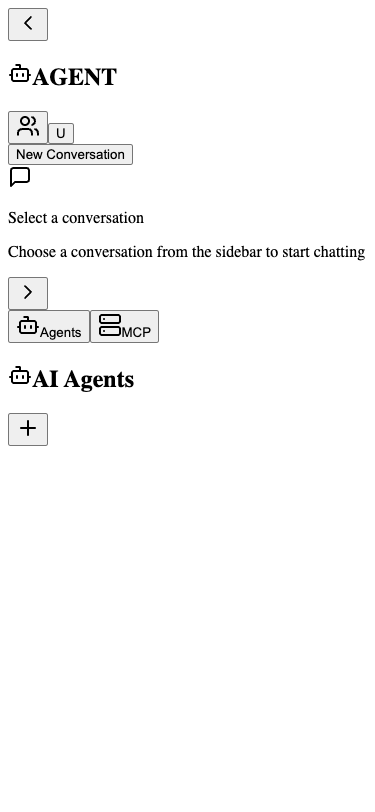 AGENT
U
New Conversation
Select a conversation
Choose a conversation from the sidebar to start chatting
Agents MCP
AI Agents